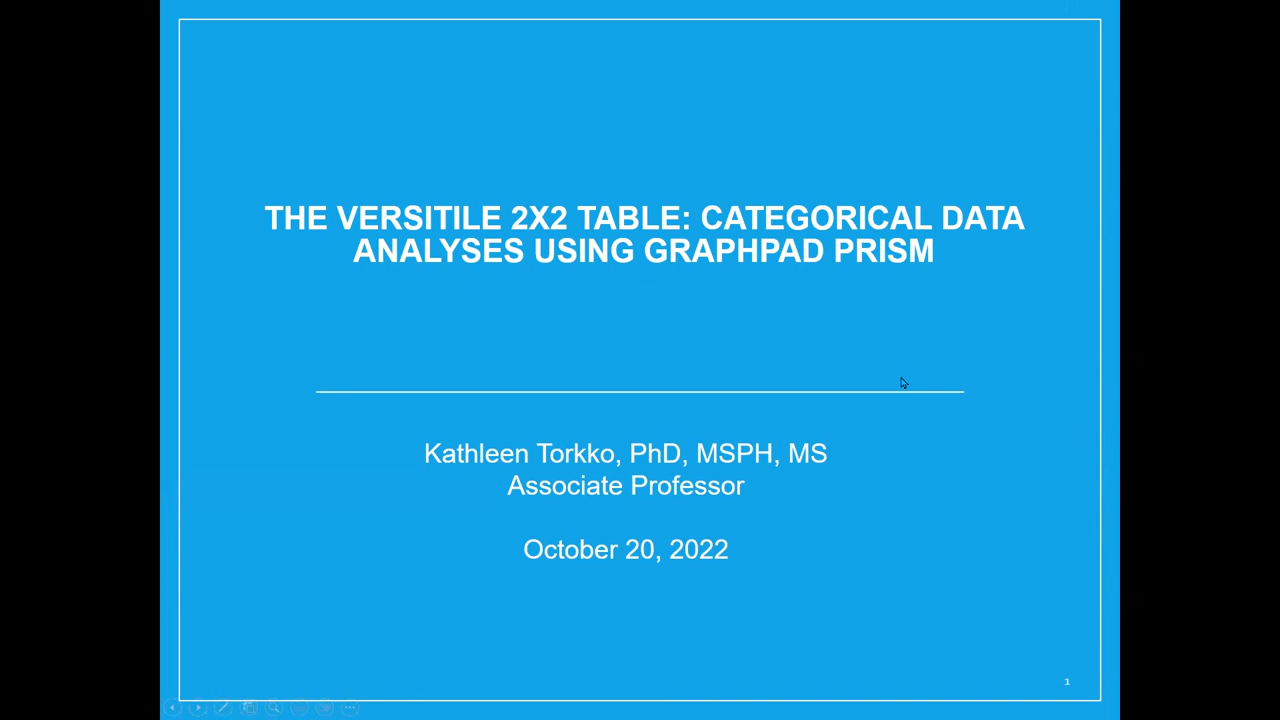 THE VERSITILE 2X2 TABLE: CATEGORICAL DATA
ANALYSES USING GRAPHPAD PRISM
Kathleen Torkko, PhD, MSPH, MS
Associate Professor
October 20, 2022
1